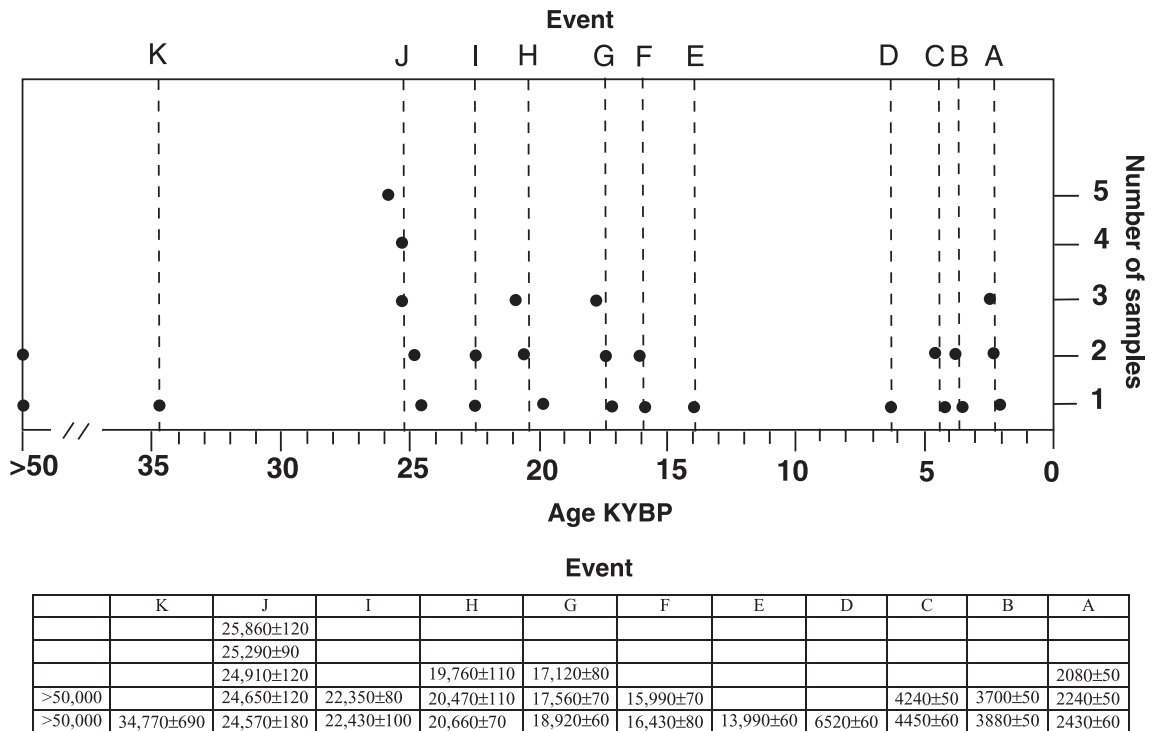 Event
K J I H G F E D C B A
5
4
3
2
1
Number of samples
>50 35 30 25 20 15 10 5 0
Age KYBP
Event
K J I H G F E D C B A
25,860±120
25,290±90
24,910±120 19,760±110 17,120±80 2080±50
>50,000 24,650±120 22,350±80 20,470±110 17,560±70 15,990±70 4240±50 3700±50 2240±50
>50,000 34,770±690 24,570±180 22,430±100 20,660±70 18,920±60 16,430±80 13,990±60 6520±60 4450±60 3880±50 2430±60